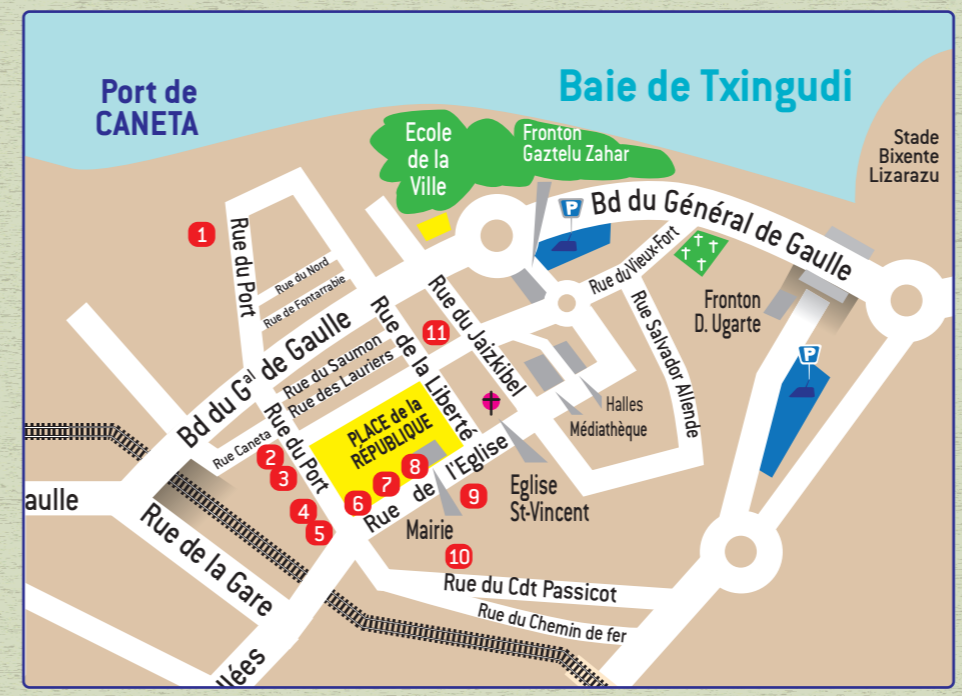 Port de
CANETA
Baie de Txingudi
Stade
Bixente
Lizarazu
Ecole
de la
Ville
Fronton
Gaztelu Zahar
P
Bd du Général de Gaulle
1
Rue du Port
Rue du Nord
Rue de Fontarrabie
Rue du Vieux-Fort
Fronton
D. Ugarte
P
Bd du Gal de Gaulle
Rue de la Liberté
11
Rue du Jaizkibel
Rue Salvador Allende
Rue du Saumon
Rue des Lauriers
Rue Caneta
Rue du Port
2
3
4
5
PLACE de la
RÉPUBLIQUE
6
7
8
Rue de l'Eglise
9
10
Mairie
Eglise
St-Vincent
Halles
Médiathèque
aulle
Rue de la Gare
llées
Rue du Cdt Passicot
Rue du Chemin de fer